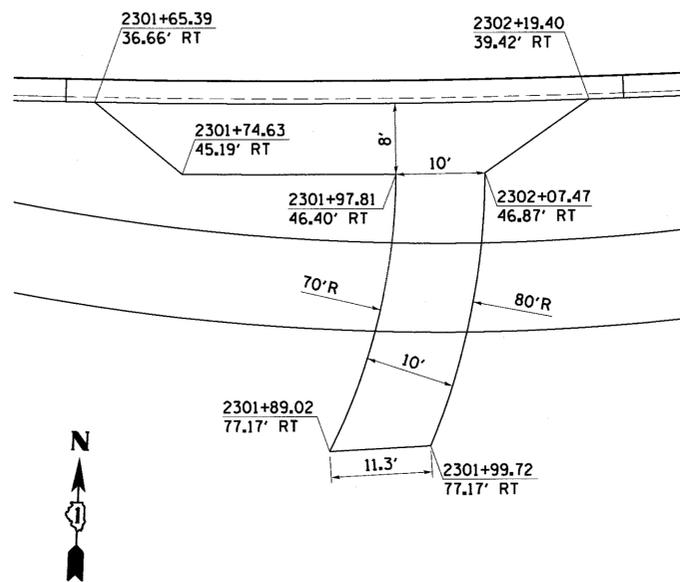 2301+65.39
36.66' RT
2302+19.40
39.42' RT
2301+74.63
45.19' RT
8'
10'
2301+97.81
46.40' RT
2302+07.47
46.87' RT
70'R
80'R
10'
2301+89.02
77.17' RT
11.3'
2301+99.72
77.17' RT
N
1